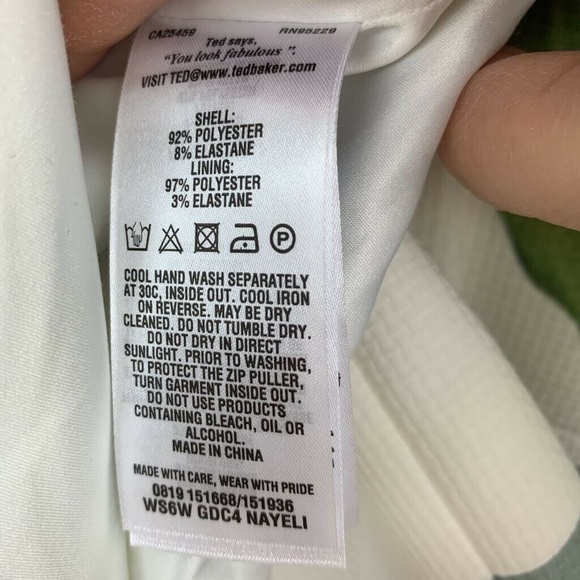 CA25459 RN95229
Ted says,
"You look fabulous".
VISIT TED@www.tedbaker.com
SHELL:
92% POLYESTER
8% ELASTANE
LINING:
97% POLYESTER
3% ELASTANE
P
COOL HAND WASH SEPARATELY
AT 30C, INSIDE OUT. COOL IRON
ON REVERSE. MAY BE DRY
CLEANED. DO NOT TUMBLE DRY.
DO NOT DRY IN DIRECT
SUNLIGHT. PRIOR TO WASHING,
TO PROTECT THE ZIP PULLER,
TURN GARMENT INSIDE OUT.
DO NOT USE PRODUCTS
CONTAINING BLEACH, OIL OR
ALCOHOL.
MADE IN CHINA
MADE WITH CARE, WEAR WITH PRIDE
0819 151668/151936
WS6W GDC4 NAYELI